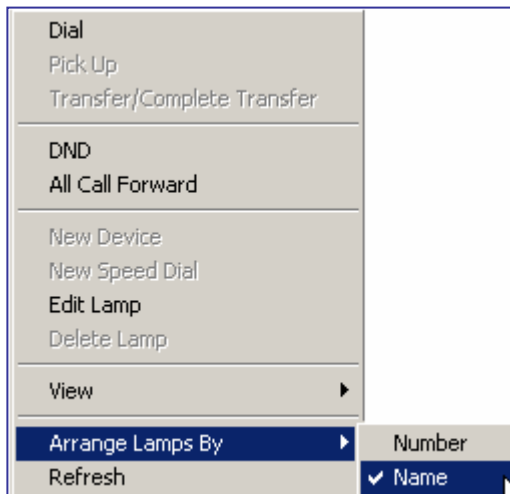 Dial
Pick Up
Transfer/Complete Transfer
DND
All Call Forward
New Device
New Speed Dial
Edit Lamp
Delete Lamp
View
Arrange Lamps By
Number
Refresh
Name